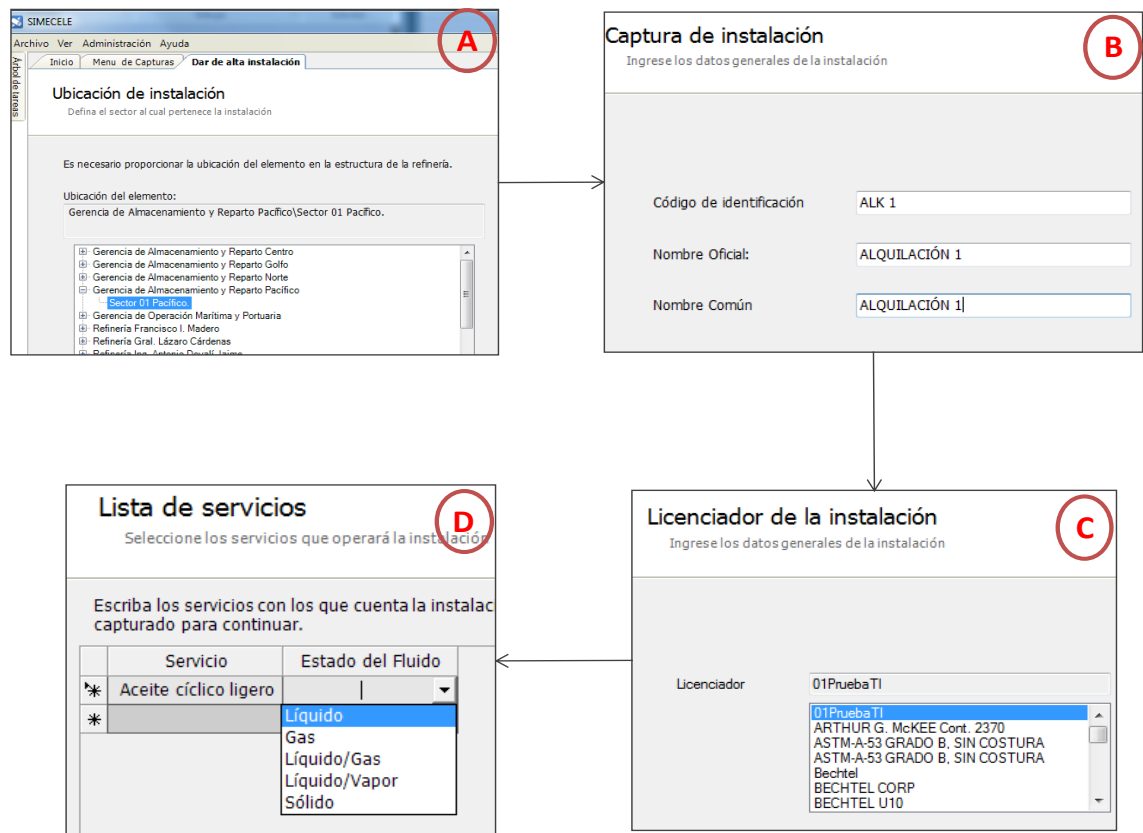 SIMECELE
Archivo Ver Administración Ayuda
Árbol de tareas
Inicio Menu de Capturas Dar de alta instalación
A
Ubicación de instalación
Defina el sector al cual pertenece la instalación
Es necesario proporcionar la ubicación del elemento en la estructura de la refinería.
Ubicación del elemento:
Gerencia de Almacenamiento y Reparto Pacífico\Sector 01 Pacífico.
Gerencia de Almacenamiento y Reparto Centro
Gerencia de Almacenamiento y Reparto Golfo
Gerencia de Almacenamiento y Reparto Norte
Gerencia de Almacenamiento y Reparto Pacífico
Sector 01 Pacífico.
Gerencia de Operación Marítima y Portuaria
Refinería Francisco I. Madero
Refinería Gral. Lázaro Cárdenas
Refinería Ing. Antonio Dovalí Jaime
Captura de instalación
B
Ingrese los datos generales de la instalación
Código de identificación ALK 1
Nombre Oficial: ALQUILACIÓN 1
Nombre Común ALQUILACIÓN 1
Licenciador de la instalación
C
Ingrese los datos generales de la instalación
Licenciador 01PruebaTI
01PruebaTI
ARTHUR G. McKEE Cont. 2370
ASTM-A-53 GRADO B, SIN COSTURA
ASTM-A-53 GRADO B, SIN COSTURA
Bechtel
BECHTEL CORP
BECHTEL U10
Lista de servicios
D
Seleccione los servicios que operará la instalación
Escriba los servicios con los que cuenta la instalac
capturado para continuar.
Servicio Estado del Fluido
Aceite cíclico ligero
Líquido
Gas
Líquido/Gas
Líquido/Vapor
Sólido